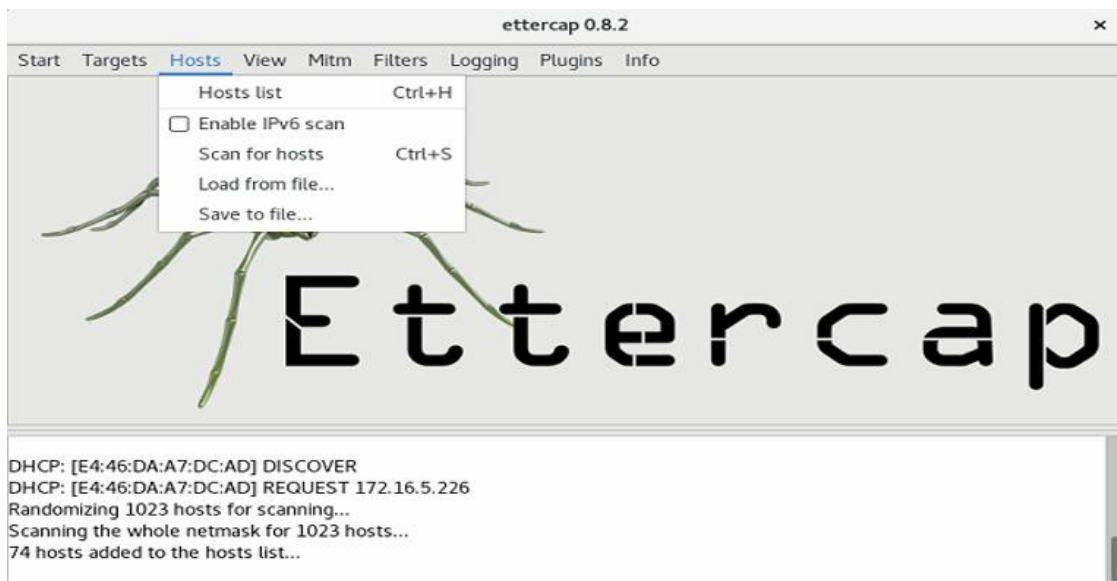 ettercap 0.8.2 ×
Start Targets Hosts View Mitm Filters Logging Plugins Info
Hosts list Ctrl+H
Enable IPv6 scan
Scan for hosts Ctrl+S
Load from file...
Save to file...
Ettercap
DHCP: [E4:46:DA:A7:DC:AD] DISCOVER
DHCP: [E4:46:DA:A7:DC:AD] REQUEST 172.16.5.226
Randomizing 1023 hosts for scanning...
Scanning the whole netmask for 1023 hosts...
74 hosts added to the hosts list...